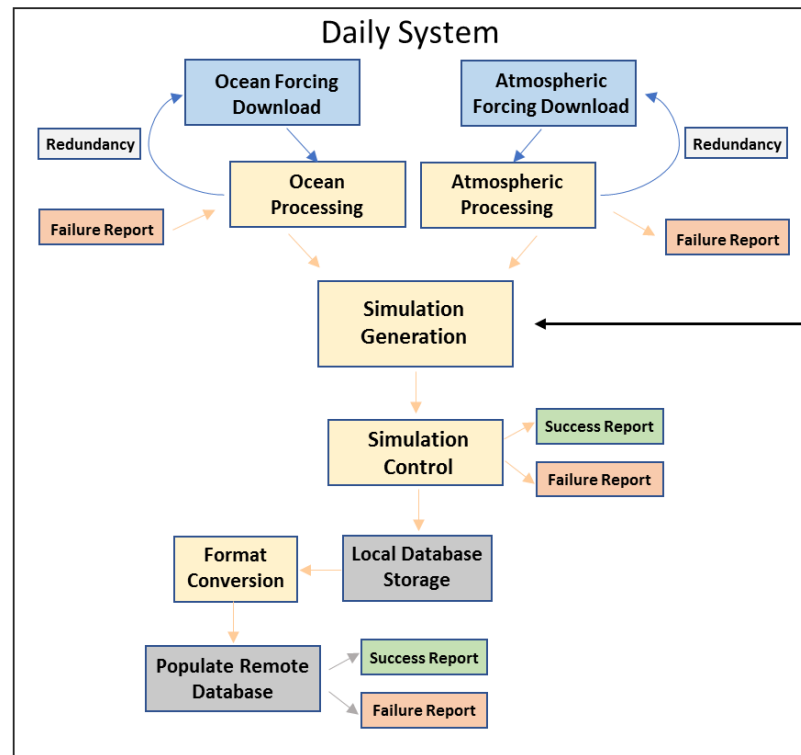 Daily System
Ocean Forcing
Download
Atmospheric
Forcing Download
Redundancy
Redundancy
Ocean
Processing
Atmospheric
Processing
Failure Report
Failure Report
Simulation
Generation
Simulation
Control
Success Report
Failure Report
Format
Conversion
Local Database
Storage
Populate Remote
Database
Success Report
Failure Report